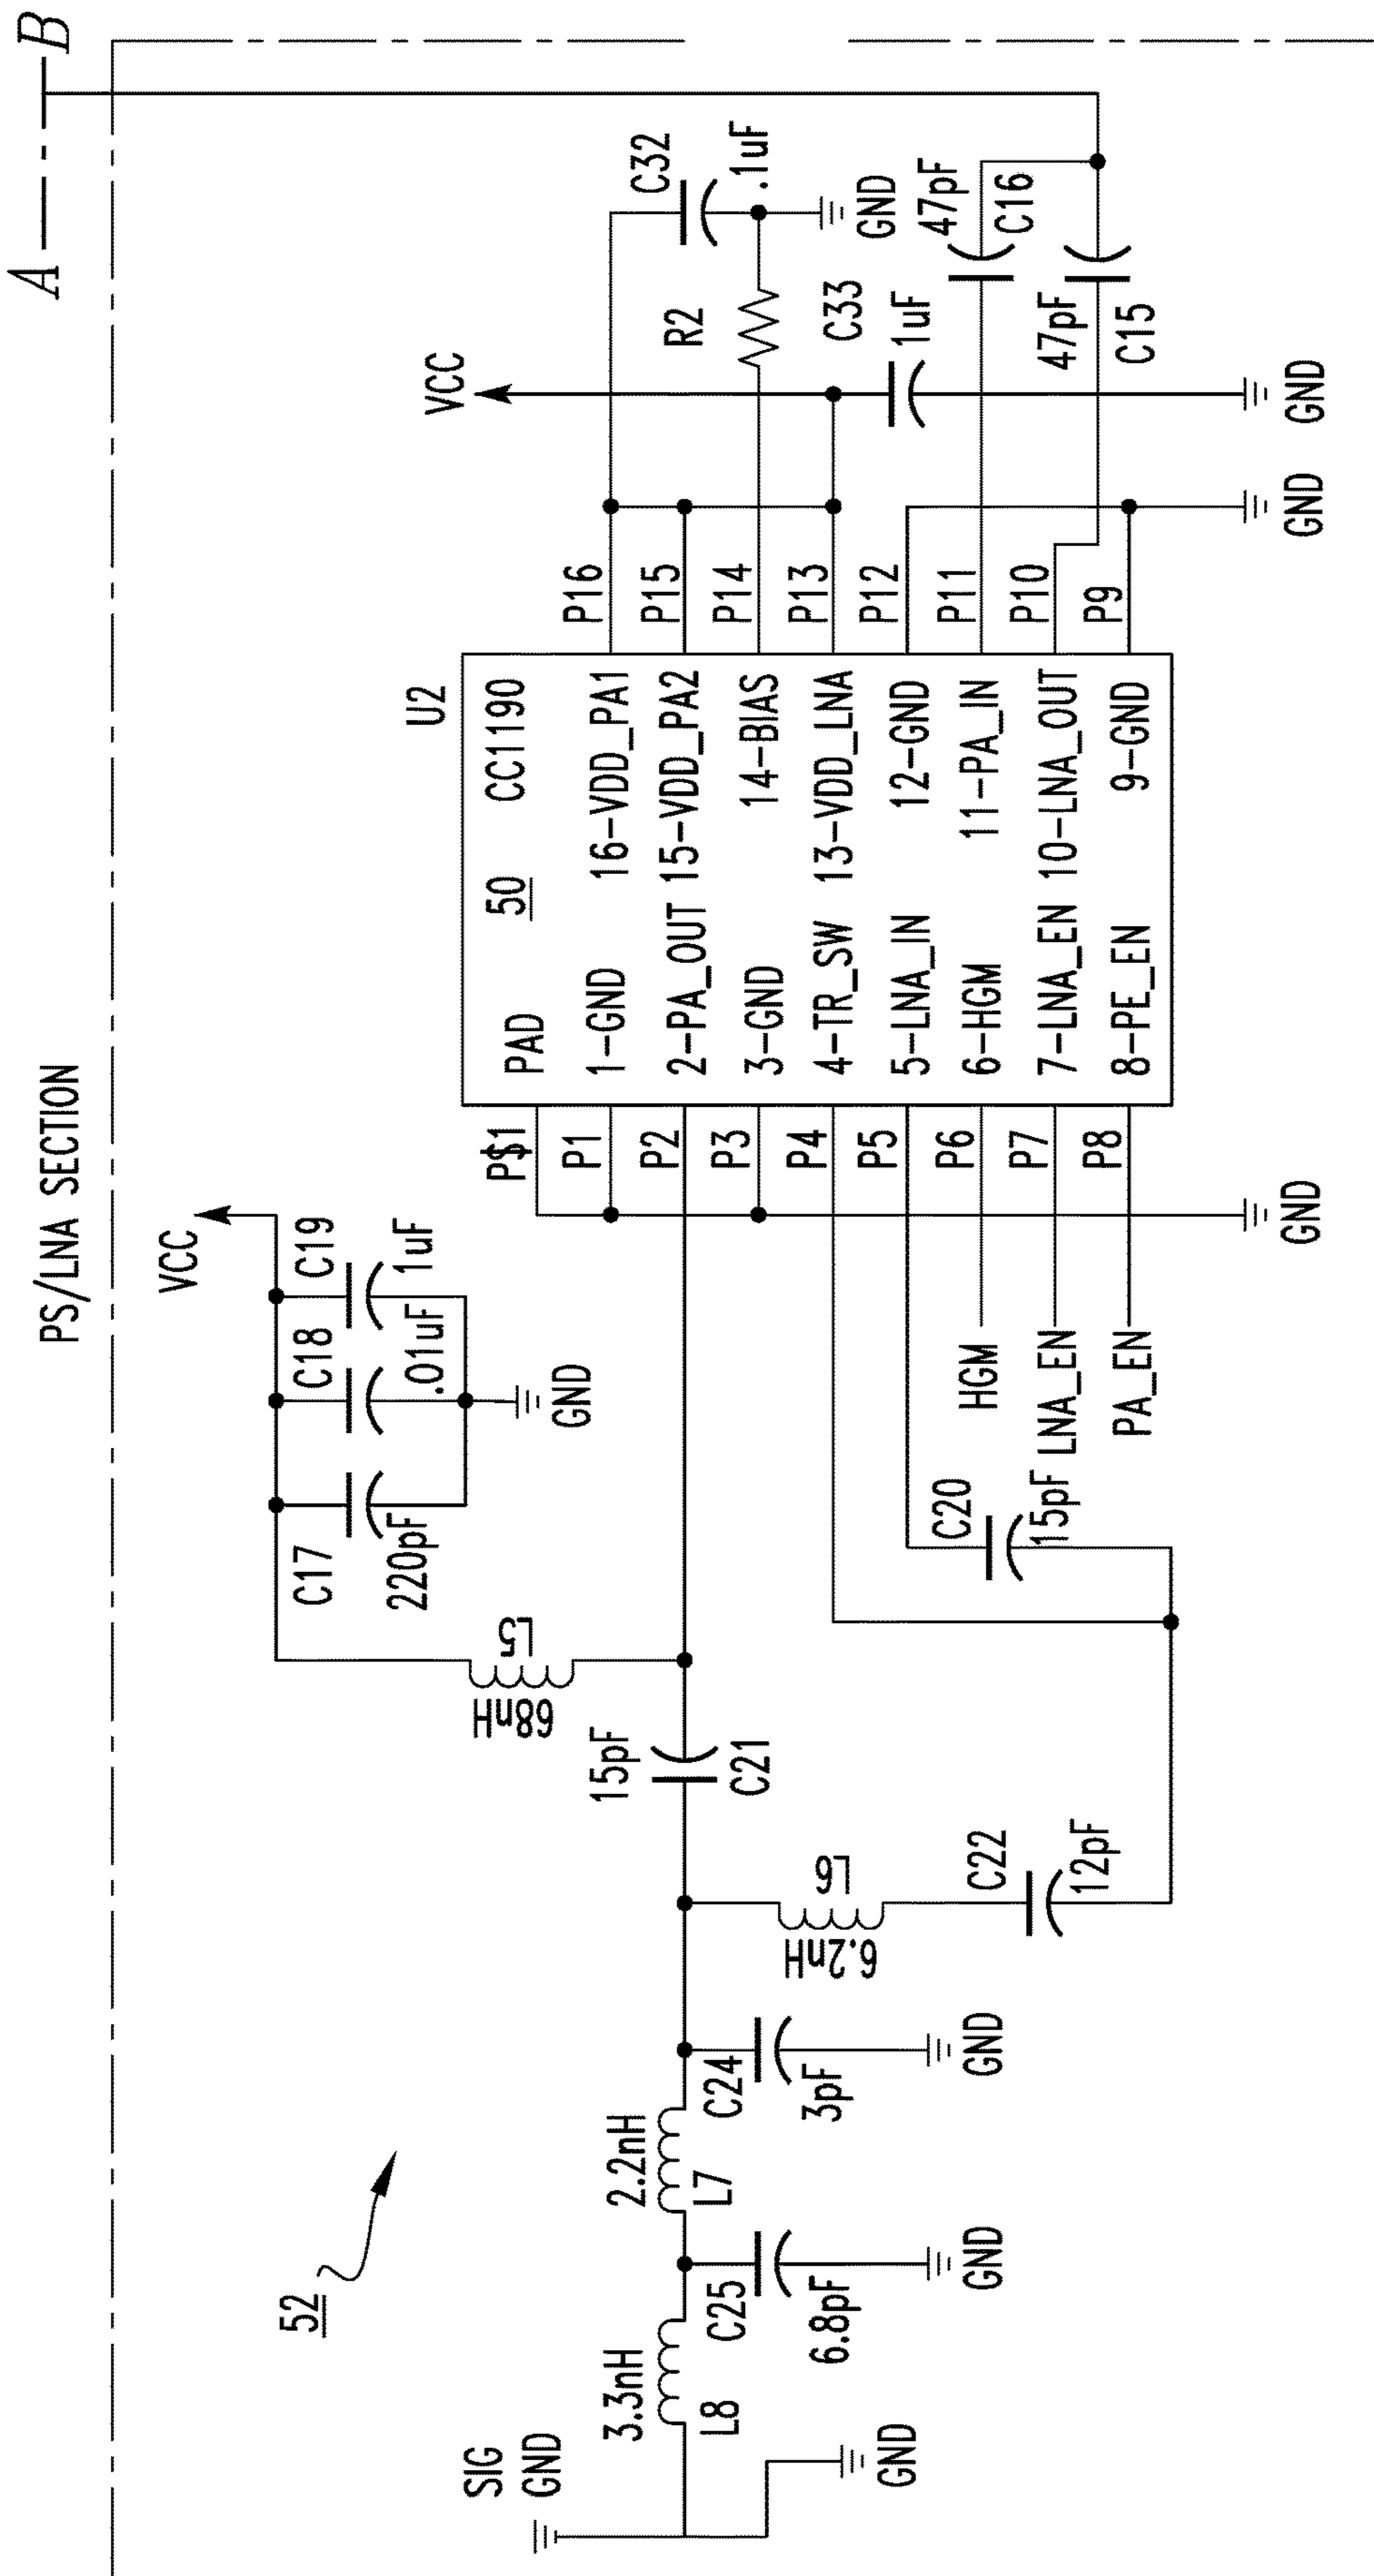 A
B
PS/LNA SECTION
52
VCC
C17
220pF
C18
.01uF
C19
1uF
GND
L5
68nH
15pF
C21
L6
6.2nH
C22
12pF
C20
15pF
C24
3pF
GND
2.2nH
L7
C25
6.8pF
GND
3.3nH
L8
SIG
GND
GND
HGM
LNA_EN
PA_EN
GND
PS1
P1
P2
P3
P4
P5
P6
P7
P8
U2
PAD 50 CC1190
1-GND 16-VDD_PA1
2-PA_OUT 15-VDD_PA2
3-GND 14-BIAS
4-TR_SW 13-VDD_LNA
5-LNA_IN 12-GND
6-HGM 11-PA_IN
7-LNA_EN 10-LNA_OUT
8-PE_EN 9-GND
P16
P15
P14
P13
P12
P11
P10
P9
VCC
C32
.1uF
R2
GND
C33
1uF
47pF
C16
47pF
C15
GND
GND